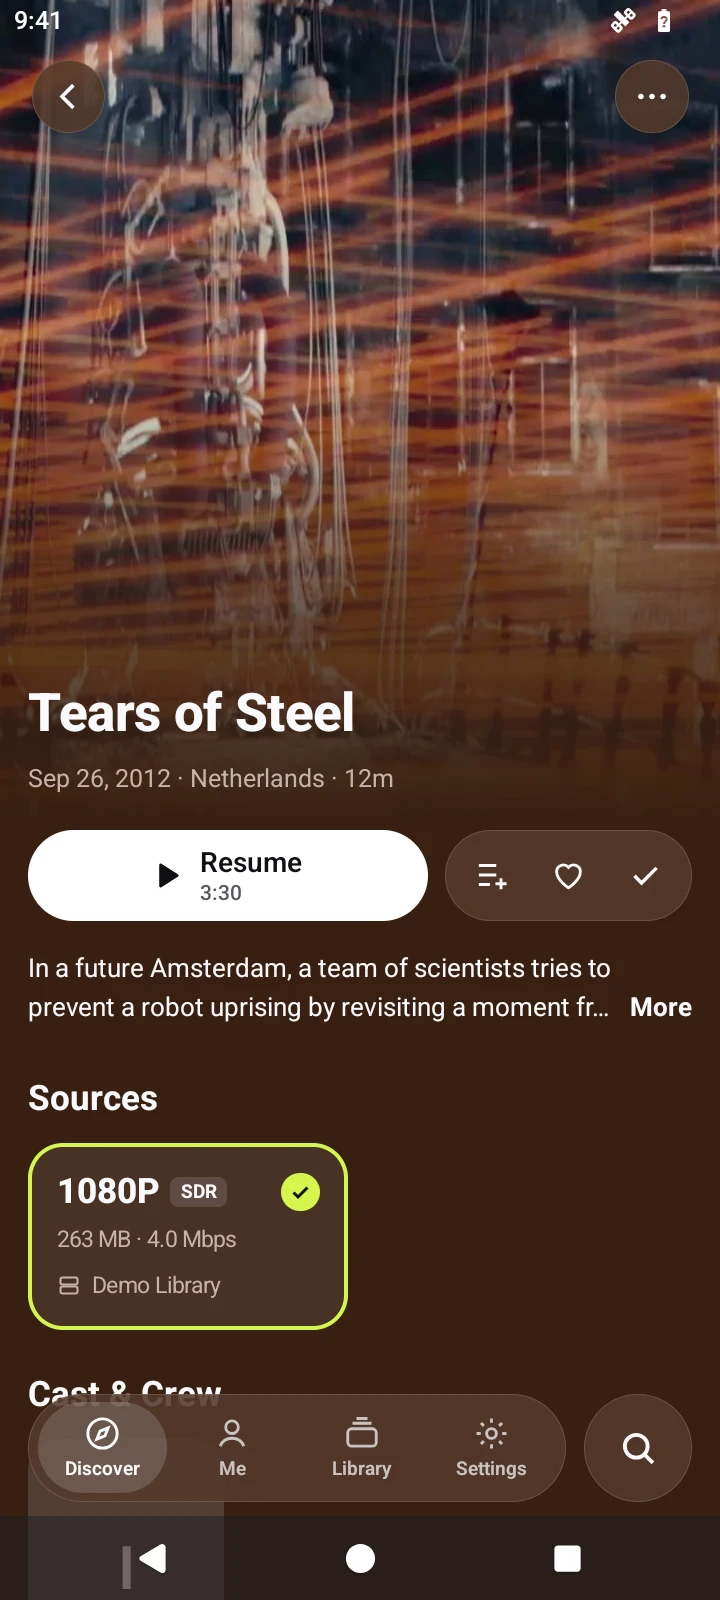 9:41
Tears of Steel
Sep 26, 2012 · Netherlands · 12m
Resume
3:30
In a future Amsterdam, a team of scientists tries to
prevent a robot uprising by revisiting a moment fr... More
Sources
1080P SDR
263 MB · 4.0 Mbps
Demo Library
Cast & Crew
Discover
Me
Library
Settings